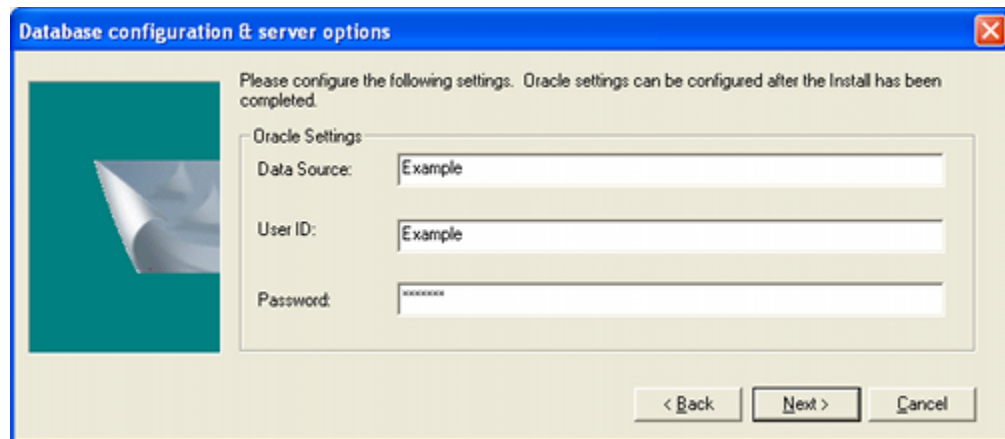 Database configuration & server options
Please configure the following settings. Oracle settings can be configured after the Install has been
completed.
Oracle Settings
Data Source:
Example
User ID:
Example
Password:
*******
< Back
Next >
Cancel